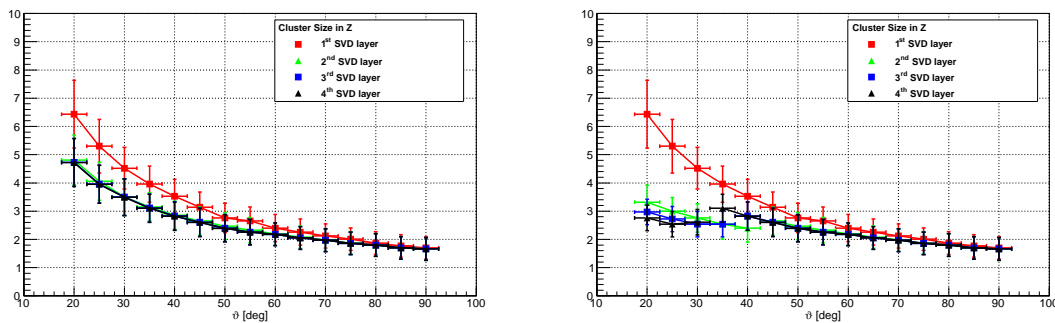 Cluster Size in Z
1st SVD layer
2nd SVD layer
3rd SVD layer
4th SVD layer
10
9
8
7
6
5
4
3
2
1
0
10 20 30 40 50 60 70 80 90 100
ϑ [deg]
Cluster Size in Z
1st SVD layer
2nd SVD layer
3rd SVD layer
4th SVD layer
10
9
8
7
6
5
4
3
2
1
0
10 20 30 40 50 60 70 80 90 100
ϑ [deg]